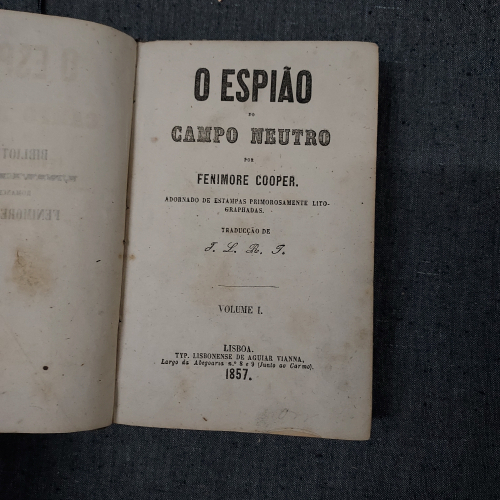 O ESPIÃO
DO
CAMPO NEUTRO
POR
FENIMORE COOPER.
ADORNADO DE ESTAMPAS PRIMOROSAMENTE LITO-
GRAPHADAS.
TRADUCÇÃO DE
J. L. R. T.
VOLUME I.
LISBOA.
TYP. LISBONENSE DE AGUIAR VIANNA,
Largo da Abegoaria n.º 8 e 9 (Junto ao Carmo).
1857.